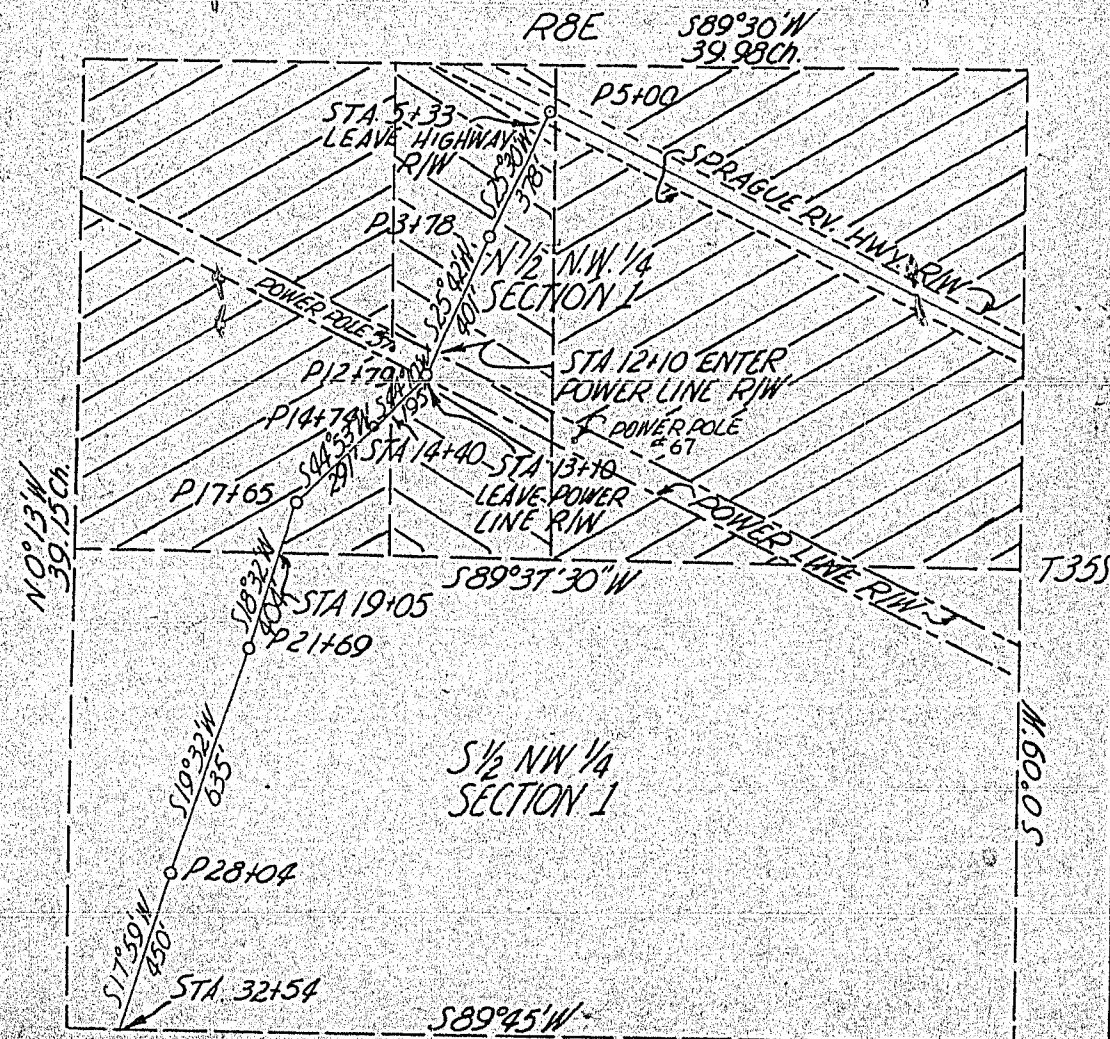 R8E
S89°30'W
39.98Ch.
P5+00
STA. 5+33
LEAVE HIGHWAY
R/W
S25°30'W
378'
SPRAGUE RV. HWY. R/W
P3+78
N 1/2 N.W. 1/4
SECTION 1
S25°42'W
401'
POWER POLE
STA 12+10 ENTER
POWER LINE R/W
P12+79
195'
POWER POLE
#67
P14+74
STA 14+40
STA 13+10
LEAVE POWER
LINE R/W
S44°53'W
291'
P17+65
POWER LINE R/W
N0°13'W
39.15Ch.
S89°37'30"W
T35S
S18°32'W
404'
STA 19+05
P21+69
S19°32'W
635'
S 1/2 NW 1/4
SECTION 1
P28+04
S17°59'W
450'
STA. 32+54
S89°45'W